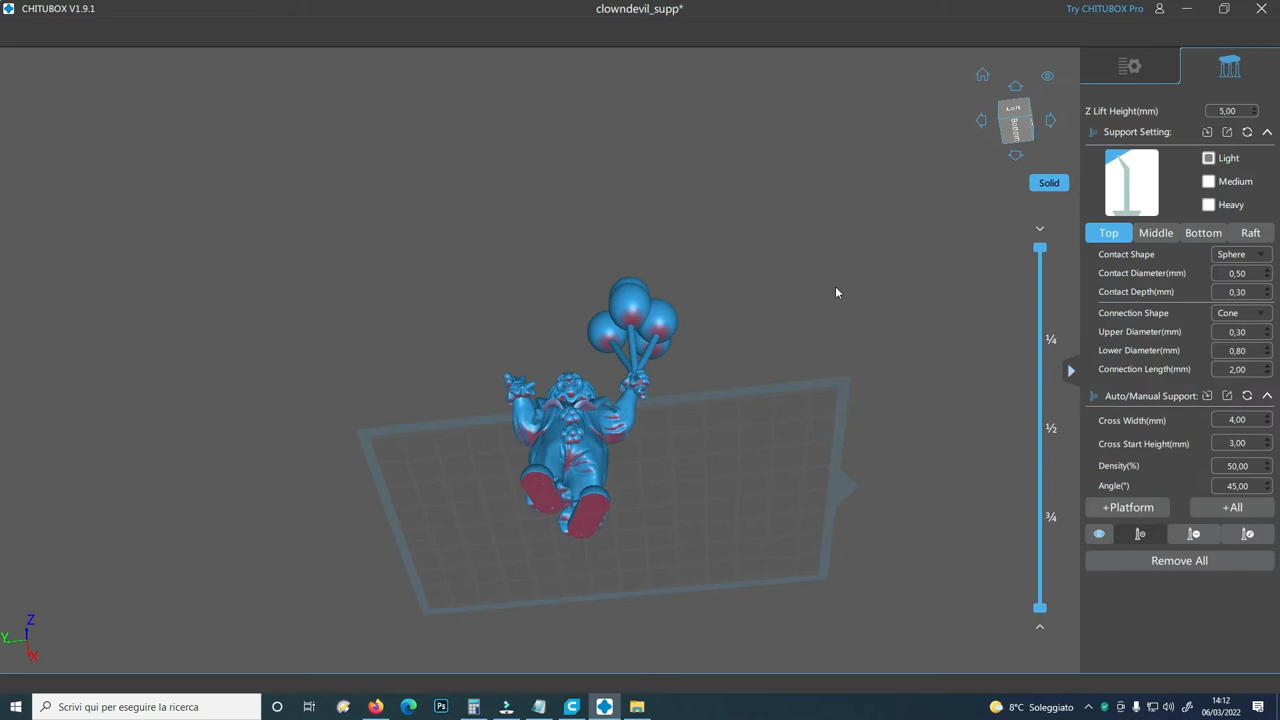 CHITUBOX V1.9.1
clowndevil_supp*
Try CHITUBOX Pro
Left
Bottom
Solid
Z Lift Height(mm) 5,00
Support Setting:
Light
Medium
Heavy
Top Middle Bottom Raft
Contact Shape Sphere
Contact Diameter(mm) 0,50
Contact Depth(mm) 0,30
Connection Shape Cone
Upper Diameter(mm) 0,30
Lower Diameter(mm) 0,80
Connection Length(mm) 2,00
Auto/Manual Support:
Cross Width(mm) 4,00
Cross Start Height(mm) 3,00
Density(%) 50,00
Angle(°) 45,00
+Platform +All
Remove All
¼
½
¾
Z
Y
X
Scrivi qui per eseguire la ricerca
Ps
8°C Soleggiato
14:12
06/03/2022